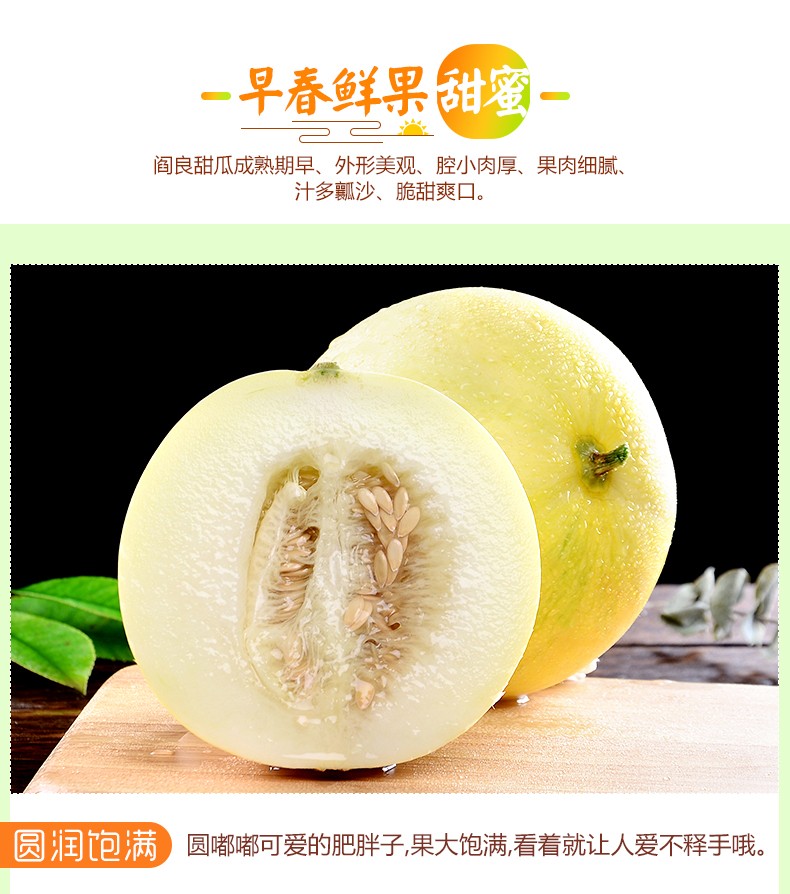 早春鲜果甜蜜
阎良甜瓜成熟期早、外形美观、腔小肉厚、果肉细腻、
汁多瓤沙、脆甜爽口。
圆润饱满
圆嘟嘟可爱的肥胖子,果大饱满,看着就让人爱不释手哦。